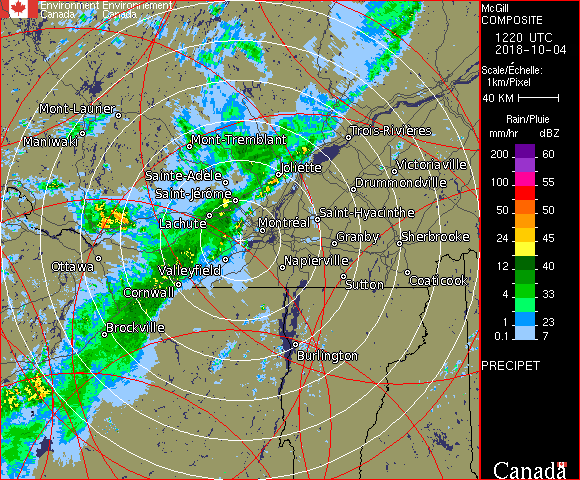 Environment Environnement
Canada Canada
Mont-Laurier
Maniwaki
Mont-Tremblant
Trois-Rivières
Joliette
Victoriaville
Sainte-Adèle
Drummondville
Saint-Jérôme
Lachute
Montréal
Saint-Hyacinthe
Granby
Sherbrooke
Ottawa
Valleyfield
Napierville
Cornwall
Sutton
Coaticook
Brockville
Burlington
McGill
COMPOSITE
1220 UTC
2018-10-04
Scale/Échelle:
1km/Pixel
40 KM
Rain/Pluie
mm/hr dBZ
200 60
100 55
50 50
24 45
12 40
4 33
1 23
0.1 7
PRECIPET
Canada